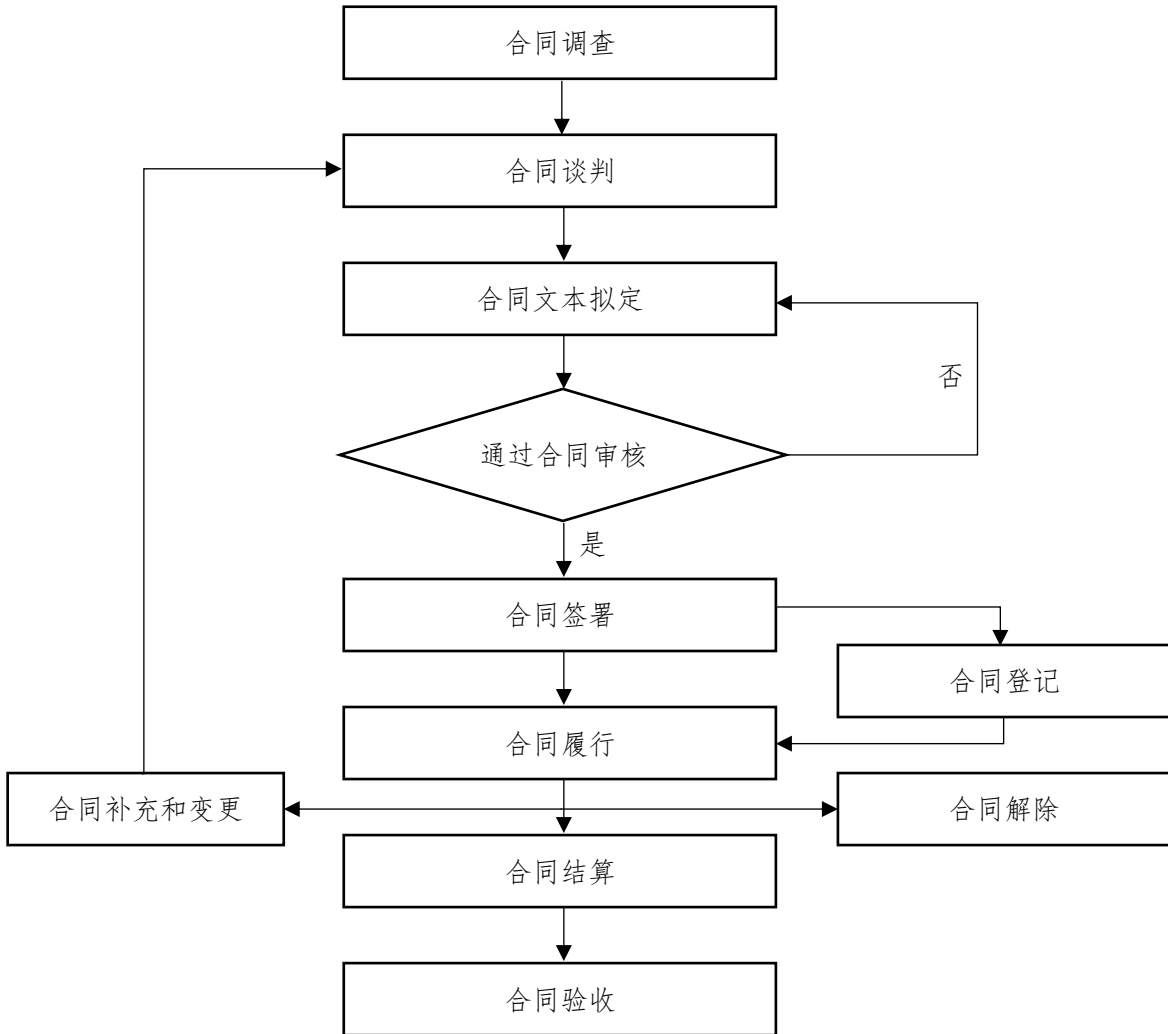 合同调查
合同谈判
合同文本拟定
否
通过合同审核
是
合同签署
合同登记
合同履行
合同补充和变更
合同解除
合同结算
合同验收